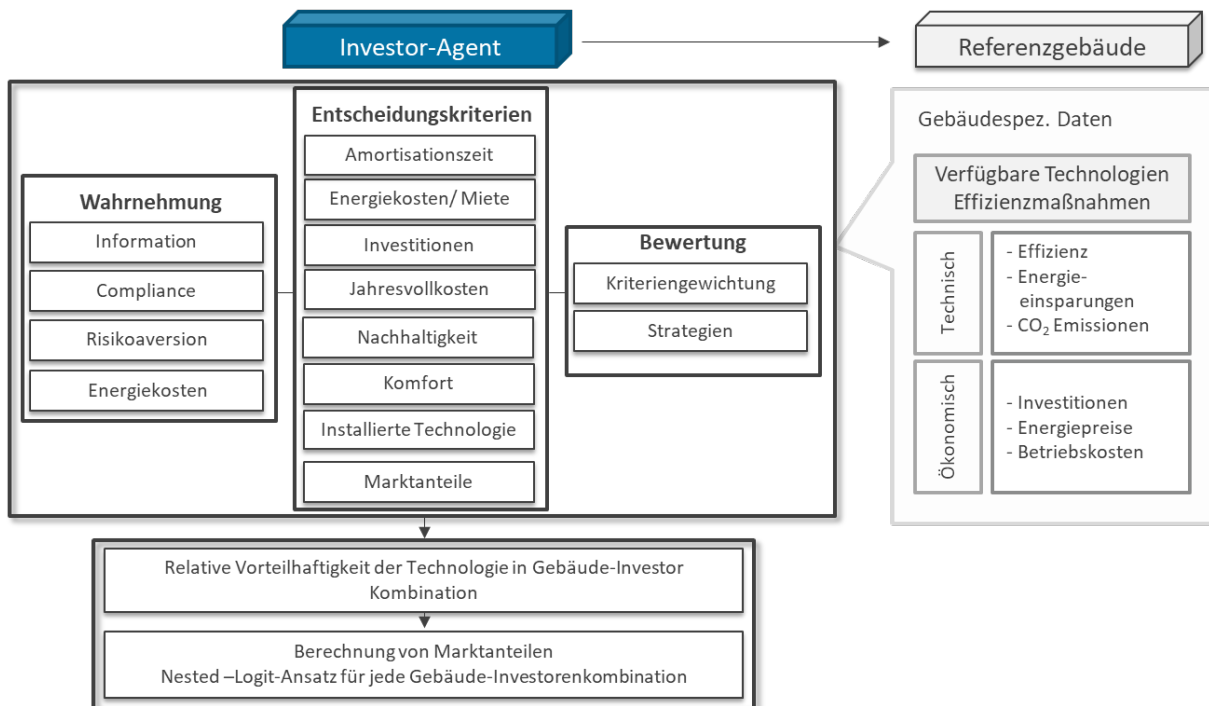 Investor-Agent
Referenzgebäude
Wahrnehmung
Information
Compliance
Risikoaversion
Energiekosten
Entscheidungskriterien
Amortisationszeit
Energiekosten/ Miete
Investitionen
Jahresvollkosten
Nachhaltigkeit
Komfort
Installierte Technologie
Marktanteile
Bewertung
Kriteriengewichtung
Strategien
Gebäudespez. Daten
Verfügbare Technologien
Effizienzmaßnahmen
Technisch
- Effizienz
- Energie-
einsparungen
- CO₂ Emissionen
Ökonomisch
- Investitionen
- Energiepreise
- Betriebskosten
Relative Vorteilhaftigkeit der Technologie in Gebäude-Investor
Kombination
Berechnung von Marktanteilen
Nested –Logit-Ansatz für jede Gebäude-Investorenkombination